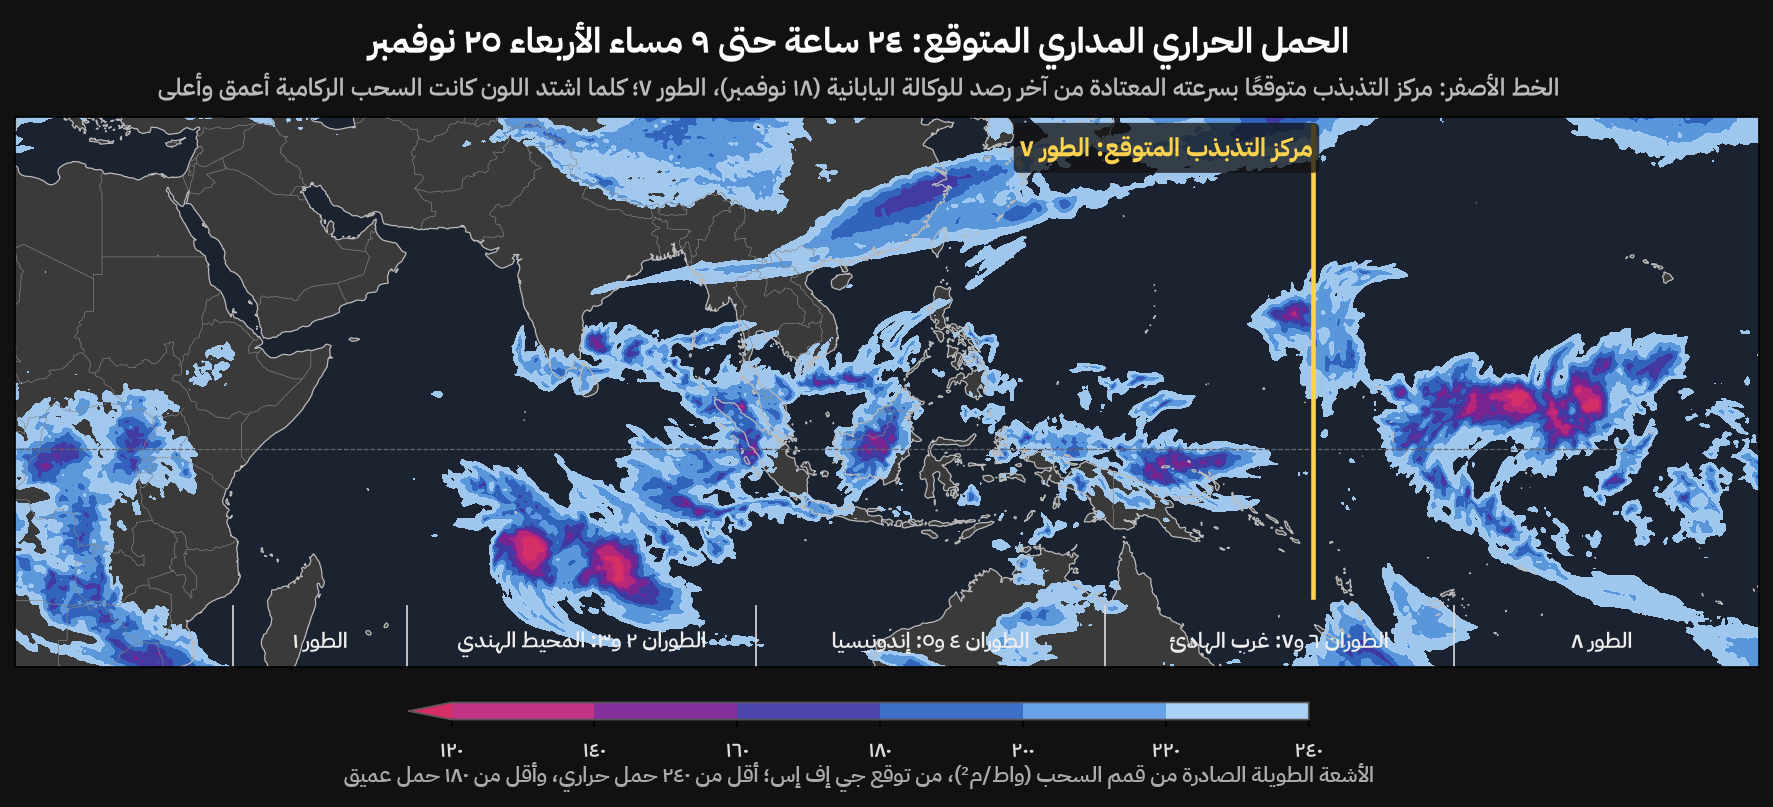 الحمل الحراري المداري المتوقع: ٢٤ ساعة حتى ٩ مساء الأربعاء ٢٥ نوفمبر
الخط الأصفر: مركز التذبذب متوقعًا بسرعته المعتادة من آخر رصد للوكالة اليابانية (١٨ نوفمبر)، الطور ٧؛ كلما اشتد اللون كانت السحب الركامية أعمق وأعلى
مركز التذبذب المتوقع: الطور ٧
الطور ١
الطوران ٢ و٣: المحيط الهندي
الطوران ٤ و٥: إندونيسيا
الطوران ٦ و٧: غرب الهادئ
الطور ٨
١٢٠ ١٤٠ ١٦٠ ١٨٠ ٢٠٠ ٢٢٠ ٢٤٠
الأشعة الطويلة الصادرة من قمم السحب (واط/م²)، من توقع جي إف إس؛ أقل من ٢٤٠ حمل حراري، وأقل من ١٨٠ حمل عميق